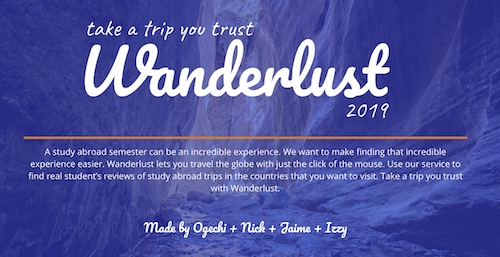 take a trip you trust
Wanderlust
2019
A study abroad semester can be an incredible experience. We want to make finding that incredible
experience easier. Wanderlust lets you travel the globe with just the click of the mouse. Use our service to
find real student's reviews of study abroad trips in the countries that you want to visit. Take a trip you trust
with Wanderlust.
Made by Ogechi + Nick + Jaime + Izzy